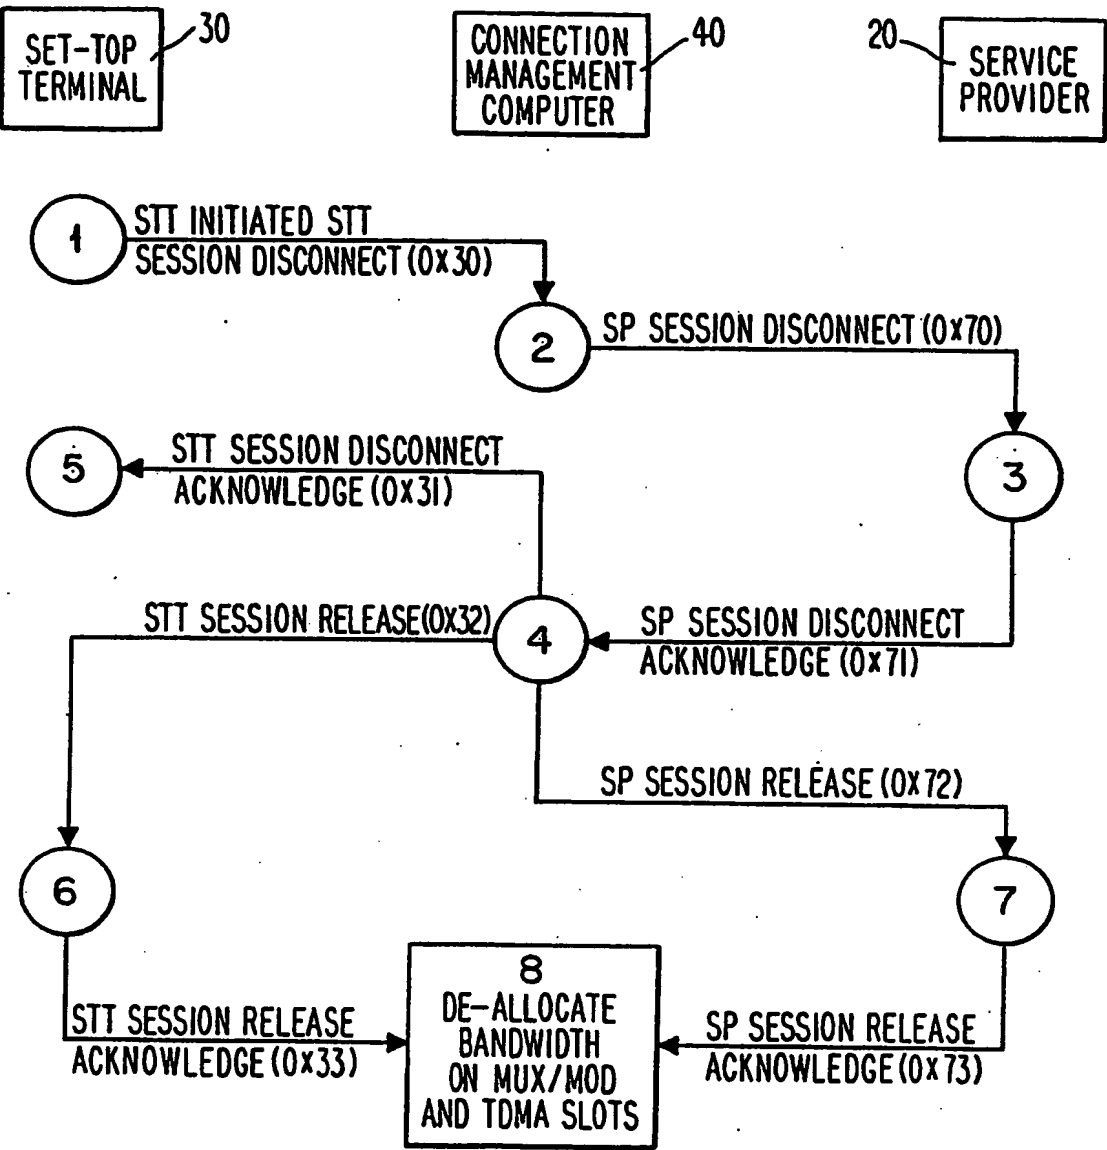 SET-TOP
TERMINAL
30
CONNECTION
MANAGEMENT
COMPUTER
40
20
SERVICE
PROVIDER
1
STT INITIATED STT
SESSION DISCONNECT (0X30)
2
SP SESSION DISCONNECT (0X70)
3
5
STT SESSION DISCONNECT
ACKNOWLEDGE (0X31)
STT SESSION RELEASE(0X32)
4
SP SESSION DISCONNECT
ACKNOWLEDGE (0X71)
SP SESSION RELEASE (0X72)
6
7
8
DE-ALLOCATE
BANDWIDTH
ON MUX/MOD
AND TDMA SLOTS
STT SESSION RELEASE
ACKNOWLEDGE (0X33)
SP SESSION RELEASE
ACKNOWLEDGE (0X73)